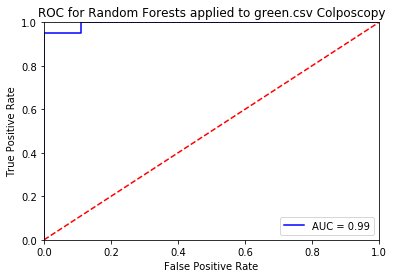 ROC for Random Forests applied to green.csv Colposcopy
True Positive Rate
1.0
0.8
0.6
0.4
0.2
0.0
AUC = 0.99
0.0 0.2 0.4 0.6 0.8 1.0
False Positive Rate